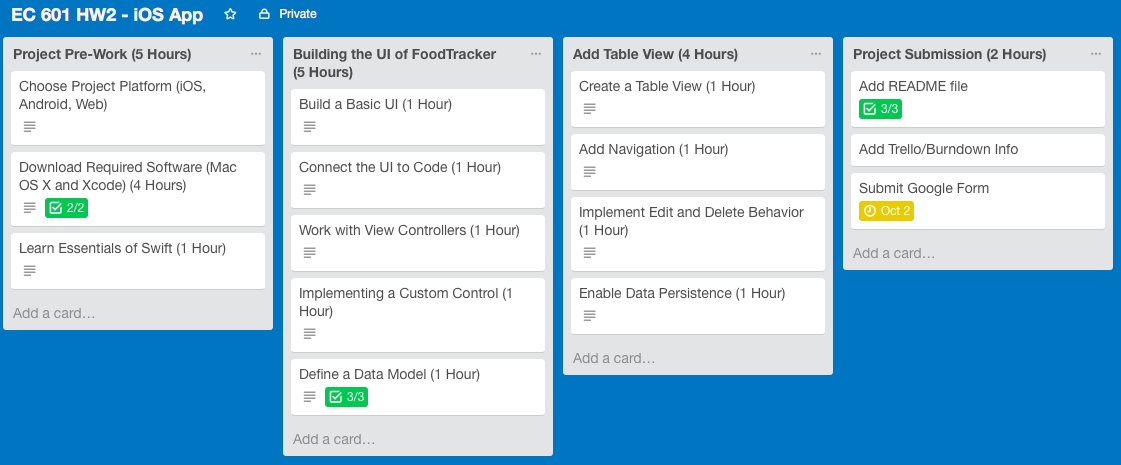 EC 601 HW2 - iOS App
Private
Project Pre-Work (5 Hours)
Choose Project Platform (iOS,
Android, Web)
Download Required Software (Mac
OS X and Xcode) (4 Hours)
2/2
Learn Essentials of Swift (1 Hour)
Add a card…
Building the UI of FoodTracker
(5 Hours)
Build a Basic UI (1 Hour)
Connect the UI to Code (1 Hour)
Work with View Controllers (1 Hour)
Implementing a Custom Control (1
Hour)
Define a Data Model (1 Hour)
3/3
Add a card…
Add Table View (4 Hours)
Create a Table View (1 Hour)
Add Navigation (1 Hour)
Implement Edit and Delete Behavior
(1 Hour)
Enable Data Persistence (1 Hour)
Add a card…
Project Submission (2 Hours)
Add README file
3/3
Add Trello/Burndown Info
Submit Google Form
Oct 2
Add a card…